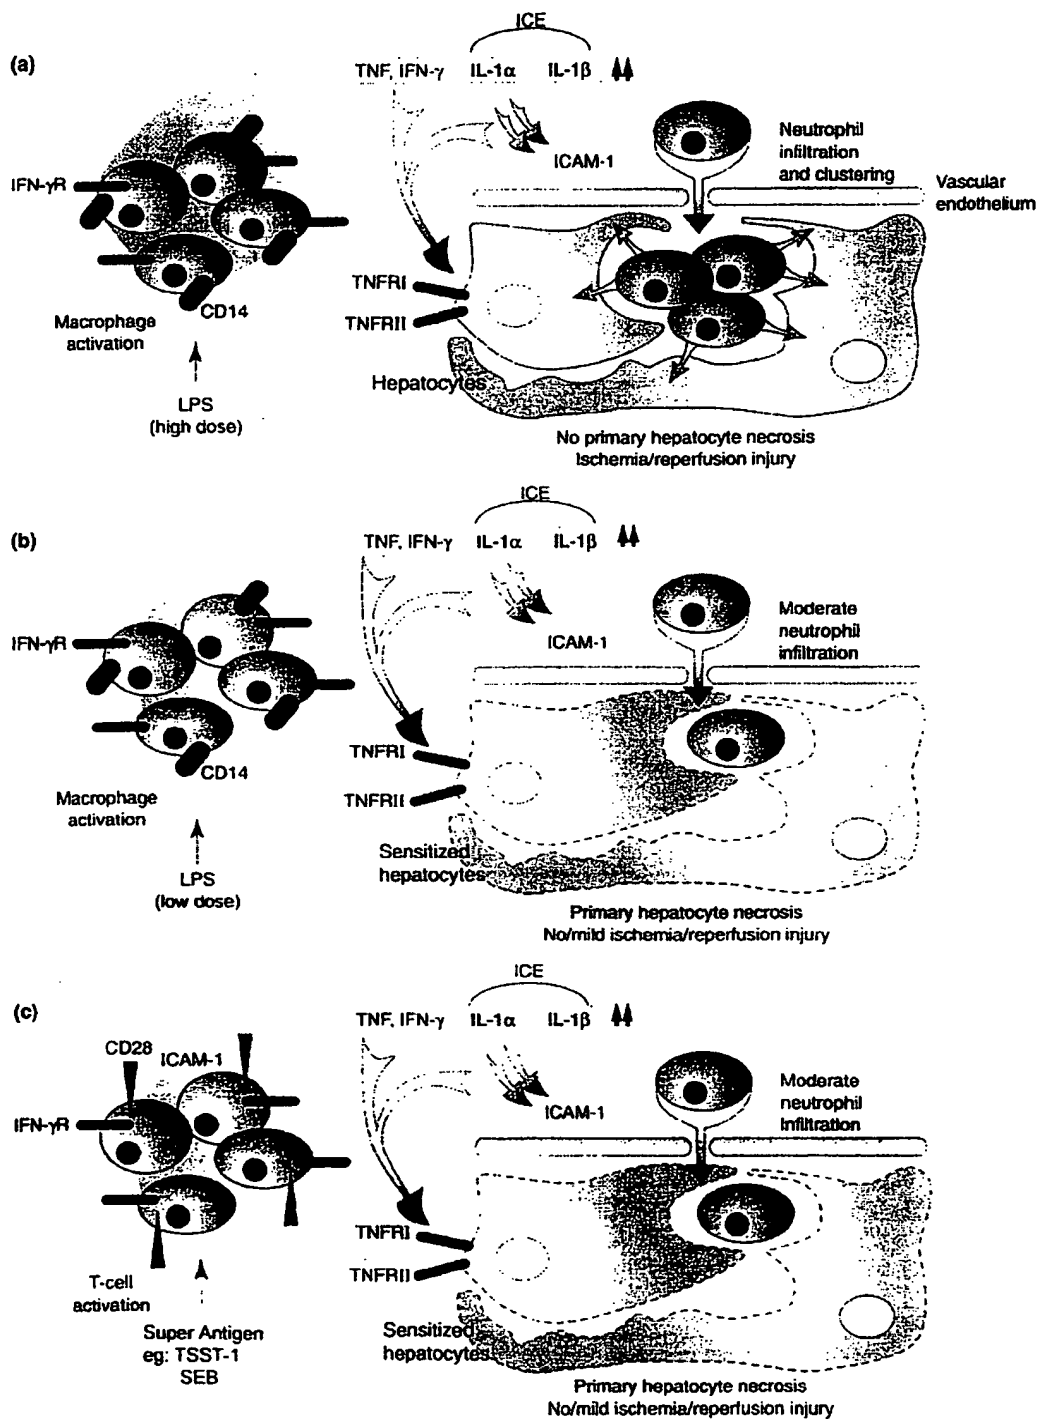 (a)
ICE
TNF, IFN-γ IL-1α IL-1β
ICAM-1
Neutrophil
infiltration
and clustering
Vascular
endothelium
IFN-γR
CD14
Macrophage
activation
LPS
(high dose)
TNFRI
TNFRII
Hepatocytes
No primary hepatocyte necrosis
Ischemia/reperfusion injury
(b)
ICE
TNF, IFN-γ IL-1α IL-1β
ICAM-1
Moderate
neutrophil
infiltration
IFN-γR
CD14
Macrophage
activation
LPS
(low dose)
TNFRI
TNFRII
Sensitized
hepatocytes
Primary hepatocyte necrosis
No/mild ischemia/reperfusion injury
(c)
ICE
TNF, IFN-γ IL-1α IL-1β
ICAM-1
Moderate
neutrophil
infiltration
CD28
ICAM-1
IFN-γR
T-cell
activation
Super Antigen
eg: TSST-1
SEB
TNFRI
TNFRII
Sensitized
hepatocytes
Primary hepatocyte necrosis
No/mild ischemia/reperfusion injury